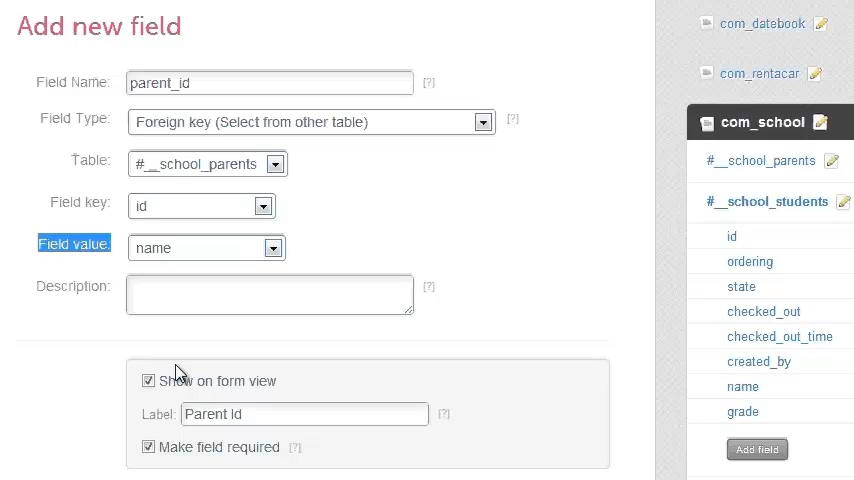 Add new field
Field Name: parent_id [?]
Field Type: Foreign key (Select from other table) [?]
Table: #__school_parents
Field key: id
Field value: name
Description: [?]
Show on form view
Label: Parent Id [?]
Make field required [?]
com_datebook
com_rentacar
com_school
#__school_parents
#__school_students
id
ordering
state
checked_out
checked_out_time
created_by
name
grade
Add field